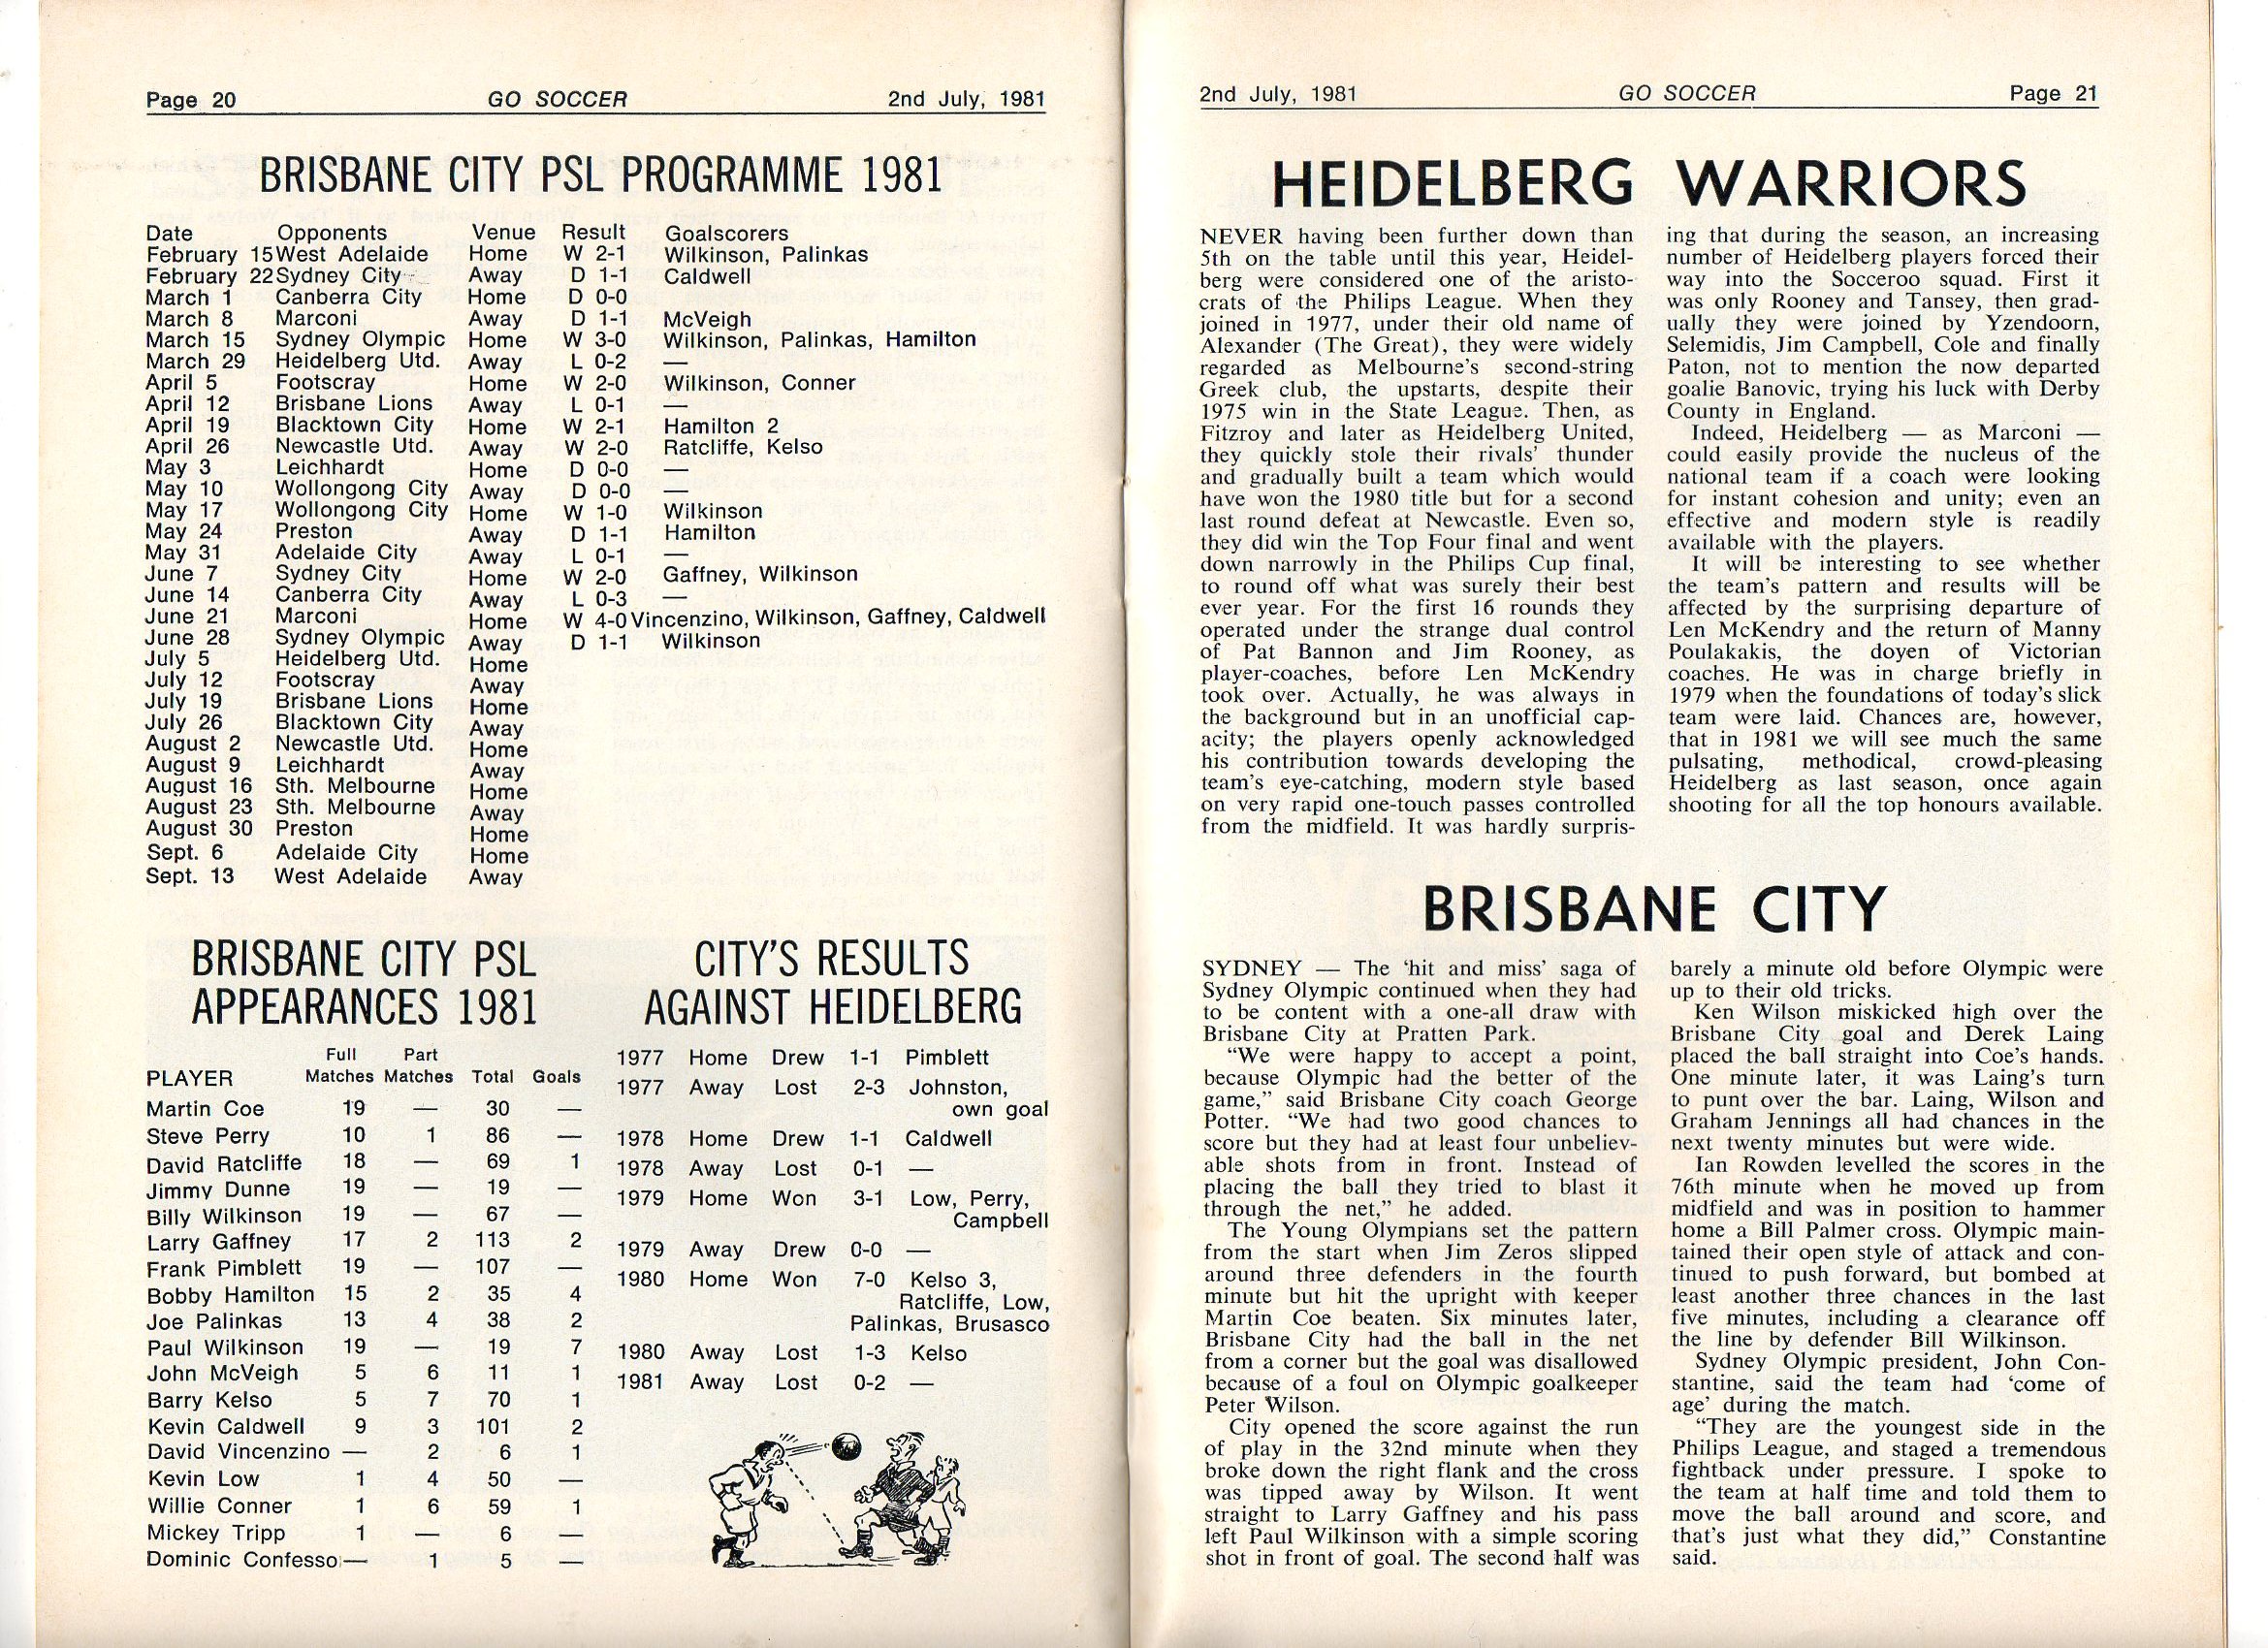 Page 20 GO SOCCER 2nd July, 1981
BRISBANE CITY PSL PROGRAMME 1981
Date Opponents Venue Result Goalscorers
February 15 West Adelaide Home W 2-1 Wilkinson, Palinkas
February 22 Sydney City Away D 1-1 Caldwell
March 1 Canberra City Home D 0-0
March 8 Marconi Away D 1-1 McVeigh
March 15 Sydney Olympic Home W 3-0 Wilkinson, Palinkas, Hamilton
March 29 Heidelberg Utd. Away L 0-2 —
April 5 Footscray Home W 2-0 Wilkinson, Conner
April 12 Brisbane Lions Away L 0-1 —
April 19 Blacktown City Home W 2-1 Hamilton 2
April 26 Newcastle Utd. Away W 2-0 Ratcliffe, Kelso
May 3 Leichhardt Home D 0-0 —
May 10 Wollongong City Away D 0-0 —
May 17 Wollongong City Home W 1-0 Wilkinson
May 24 Preston Away D 1-1 Hamilton
May 31 Adelaide City Away L 0-1 —
June 7 Sydney City Home W 2-0 Gaffney, Wilkinson
June 14 Canberra City Away L 0-3 —
June 21 Marconi Home W 4-0 Vincenzino, Wilkinson, Gaffney, Caldwell
June 28 Sydney Olympic Away D 1-1 Wilkinson
July 5 Heidelberg Utd. Home
July 12 Footscray Away
July 19 Brisbane Lions Home
July 26 Blacktown City Away
August 2 Newcastle Utd. Home
August 9 Leichhardt Away
August 16 Sth. Melbourne Home
August 23 Sth. Melbourne Away
August 30 Preston Home
Sept. 6 Adelaide City Home
Sept. 13 West Adelaide Away
BRISBANE CITY PSL
APPEARANCES 1981
Full Part
PLAYER Matches Matches Total Goals
Martin Coe 19 — 30 —
Steve Perry 10 1 86 —
David Ratcliffe 18 — 69 1
Jimmy Dunne 19 — 19 —
Billy Wilkinson 19 — 67 —
Larry Gaffney 17 2 113 2
Frank Pimblett 19 — 107 —
Bobby Hamilton 15 2 35 4
Joe Palinkas 13 4 38 2
Paul Wilkinson 19 — 19 7
John McVeigh 5 6 11 1
Barry Kelso 5 7 70 1
Kevin Caldwell 9 3 101 2
David Vincenzino — 2 6 1
Kevin Low 1 4 50 —
Willie Conner 1 6 59 1
Mickey Tripp 1 — 6 —
Dominic Confesso — 1 5 —
CITY'S RESULTS
AGAINST HEIDELBERG
1977 Home Drew 1-1 Pimblett
1977 Away Lost 2-3 Johnston,
own goal
1978 Home Drew 1-1 Caldwell
1978 Away Lost 0-1 —
1979 Home Won 3-1 Low, Perry,
Campbell
1979 Away Drew 0-0 —
1980 Home Won 7-0 Kelso 3,
Ratcliffe, Low,
Palinkas, Brusasco
1980 Away Lost 1-3 Kelso
1981 Away Lost 0-2 —
2nd July, 1981 GO SOCCER Page 21
HEIDELBERG WARRIORS
NEVER having been further down than
5th on the table until this year, Heidel-
berg were considered one of the aristo-
crats of the Philips League. When they
joined in 1977, under their old name of
Alexander (The Great), they were widely
regarded as Melbourne's second-string
Greek club, the upstarts, despite their
1975 win in the State League. Then, as
Fitzroy and later as Heidelberg United,
they quickly stole their rivals' thunder
and gradually built a team which would
have won the 1980 title but for a second
last round defeat at Newcastle. Even so,
they did win the Top Four final and went
down narrowly in the Philips Cup final,
to round off what was surely their best
ever year. For the first 16 rounds they
operated under the strange dual control
of Pat Bannon and Jim Rooney, as
player-coaches, before Len McKendry
took over. Actually, he was always in
the background but in an unofficial cap-
acity; the players openly acknowledged
his contribution towards developing the
team's eye-catching, modern style based
on very rapid one-touch passes controlled
from the midfield. It was hardly surpris-
ing that during the season, an increasing
number of Heidelberg players forced their
way into the Socceroo squad. First it
was only Rooney and Tansey, then grad-
ually they were joined by Yzendoorn,
Selemidis, Jim Campbell, Cole and finally
Paton, not to mention the now departed
goalie Banovic, trying his luck with Derby
County in England.
Indeed, Heidelberg — as Marconi —
could easily provide the nucleus of the
national team if a coach were looking
for instant cohesion and unity; even an
effective and modern style is readily
available with the players.
It will be interesting to see whether
the team's pattern and results will be
affected by the surprising departure of
Len McKendry and the return of Manny
Poulakakis, the doyen of Victorian
coaches. He was in charge briefly in
1979 when the foundations of today's slick
team were laid. Chances are, however,
that in 1981 we will see much the same
pulsating, methodical, crowd-pleasing
Heidelberg as last season, once again
shooting for all the top honours available.
BRISBANE CITY
SYDNEY — The 'hit and miss' saga of
Sydney Olympic continued when they had
to be content with a one-all draw with
Brisbane City at Pratten Park.
"We were happy to accept a point,
because Olympic had the better of the
game," said Brisbane City coach George
Potter. "We had two good chances to
score but they had at least four unbeliev-
able shots from in front. Instead of
placing the ball they tried to blast it
through the net," he added.
The Young Olympians set the pattern
from the start when Jim Zeros slipped
around three defenders in the fourth
minute but hit the upright with keeper
Martin Coe beaten. Six minutes later,
Brisbane City had the ball in the net
from a corner but the goal was disallowed
because of a foul on Olympic goalkeeper
Peter Wilson.
City opened the score against the run
of play in the 32nd minute when they
broke down the right flank and the cross
was tipped away by Wilson. It went
straight to Larry Gaffney and his pass
left Paul Wilkinson with a simple scoring
shot in front of goal. The second half was
barely a minute old before Olympic were
up to their old tricks.
Ken Wilson miskicked high over the
Brisbane City goal and Derek Laing
placed the ball straight into Coe's hands.
One minute later, it was Laing's turn
to punt over the bar. Laing, Wilson and
Graham Jennings all had chances in the
next twenty minutes but were wide.
Ian Rowden levelled the scores in the
76th minute when he moved up from
midfield and was in position to hammer
home a Bill Palmer cross. Olympic main-
tained their open style of attack and con-
tinued to push forward, but bombed at
least another three chances in the last
five minutes, including a clearance off
the line by defender Bill Wilkinson.
Sydney Olympic president, John Con-
stantine, said the team had 'come of
age' during the match.
"They are the youngest side in the
Philips League, and staged a tremendous
fightback under pressure. I spoke to
the team at half time and told them to
move the ball around and score, and
that's just what they did," Constantine
said.